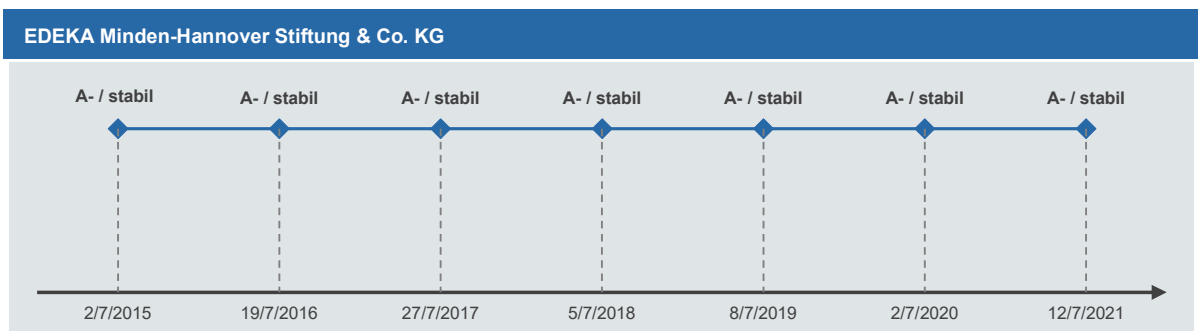 EDEKA Minden-Hannover Stiftung & Co. KG
A- / stabil A- / stabil A- / stabil A- / stabil A- / stabil A- / stabil A- / stabil
2/7/2015 19/7/2016 27/7/2017 5/7/2018 8/7/2019 2/7/2020 12/7/2021